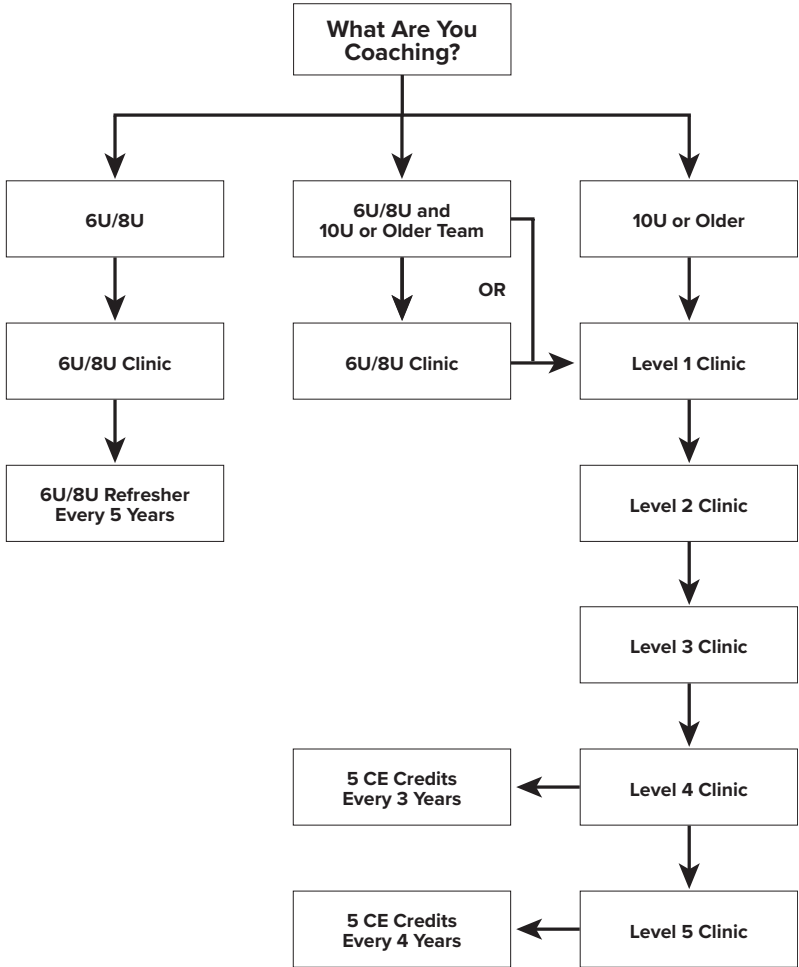 What Are You
Coaching?
6U/8U
6U/8U and
10U or Older Team
10U or Older
OR
6U/8U Clinic
6U/8U Clinic
Level 1 Clinic
6U/8U Refresher
Every 5 Years
Level 2 Clinic
Level 3 Clinic
5 CE Credits
Every 3 Years
Level 4 Clinic
5 CE Credits
Every 4 Years
Level 5 Clinic